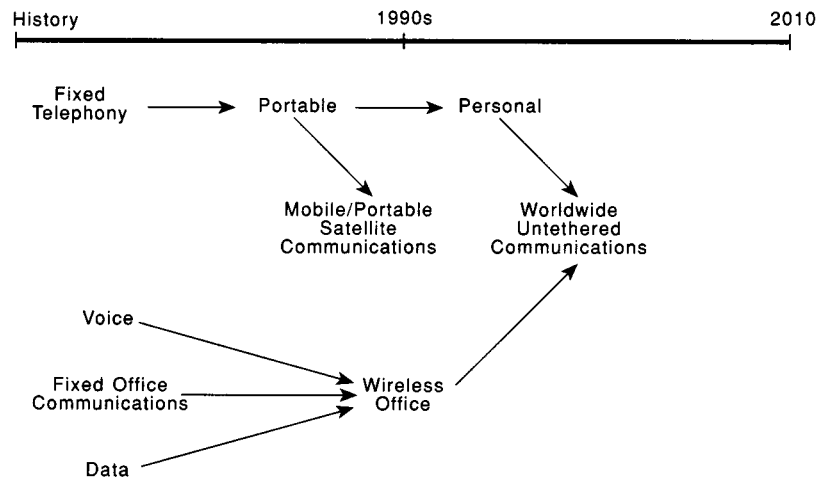 History 1990s 2010
Fixed
Telephony
Portable
Personal
Mobile/Portable
Satellite
Communications
Worldwide
Untethered
Communications
Voice
Fixed Office
Communications
Wireless
Office
Data